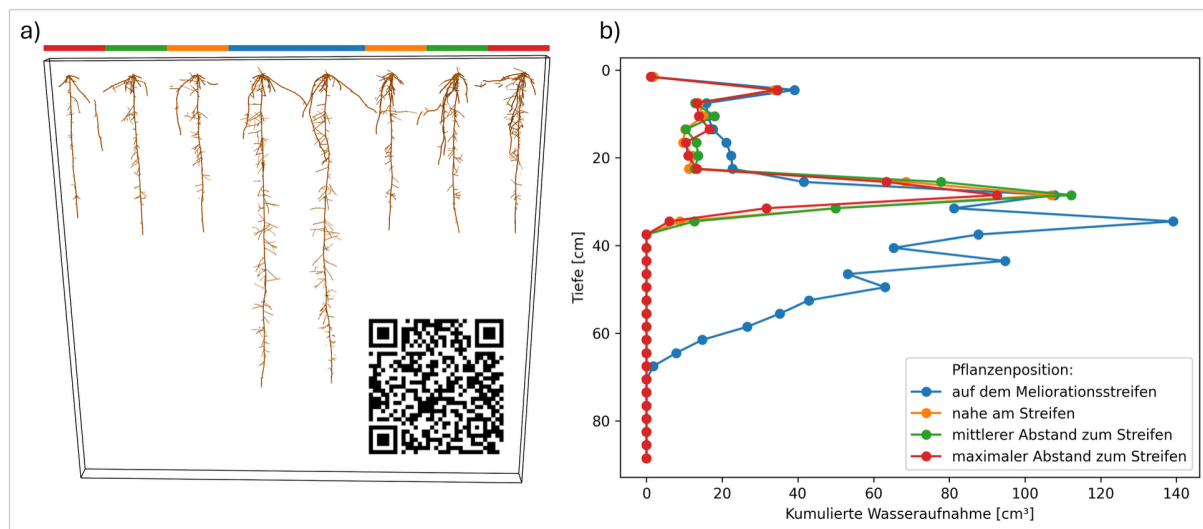 a)
b)
0
20
40
60
80
Tiefe [cm]
Pflanzenposition:
auf dem Meliorationsstreifen
nahe am Streifen
mittlerer Abstand zum Streifen
maximaler Abstand zum Streifen
0 20 40 60 80 100 120 140
Kumulierte Wasseraufnahme [cm³]